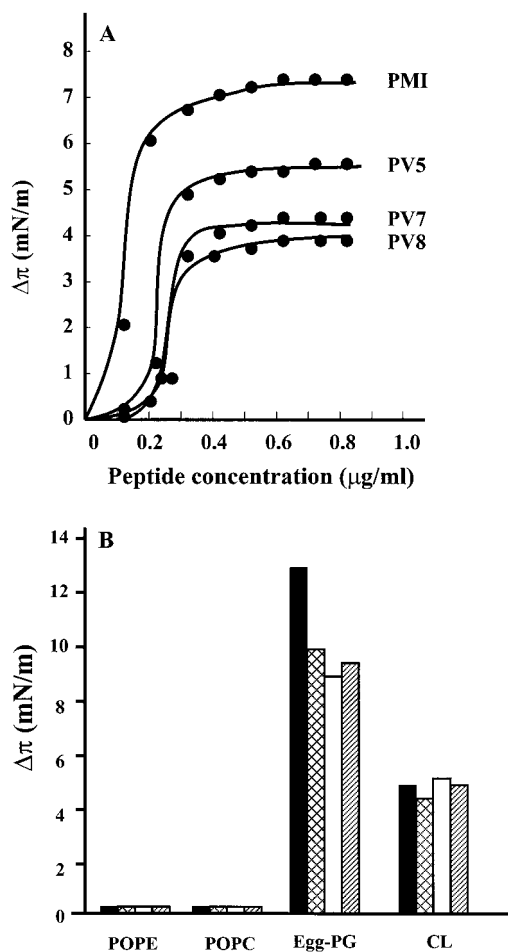 A
8
7
6
5
4
3
2
1
0
Δπ (mN/m)
PMI
PV5
PV7
PV8
0 0.2 0.4 0.6 0.8 1.0
Peptide concentration (μg/ml)
B
14
12
10
8
6
4
2
0
Δπ (mN/m)
POPE POPC Egg-PG CL